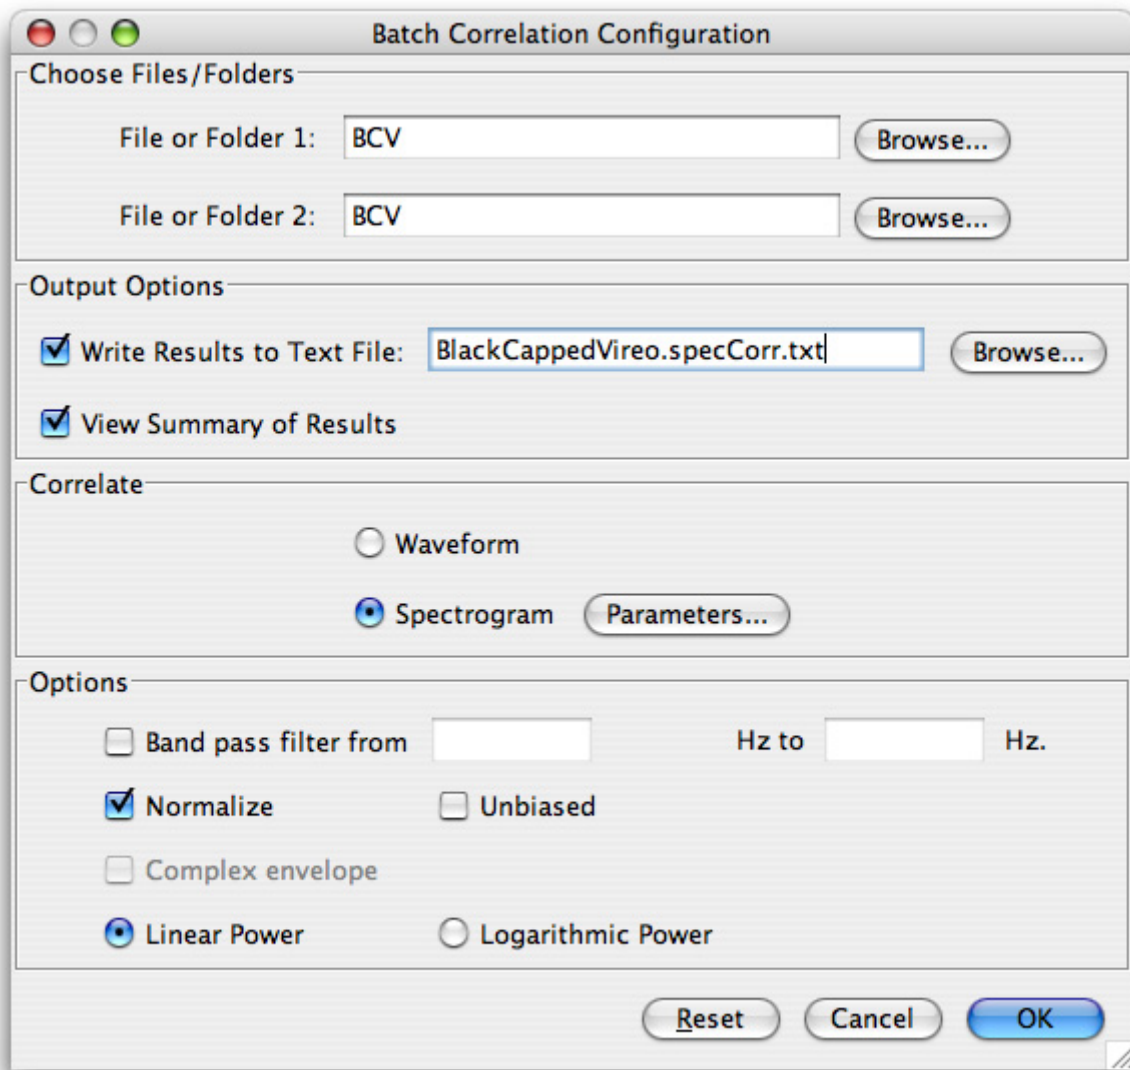 Batch Correlation Configuration
Choose Files/Folders
File or Folder 1: BCV Browse...
File or Folder 2: BCV Browse...
Output Options
Write Results to Text File: BlackCappedVireo.specCorr.txt Browse...
View Summary of Results
Correlate
Waveform
Spectrogram Parameters...
Options
Band pass filter from Hz to Hz.
Normalize Unbiased
Complex envelope
Linear Power Logarithmic Power
Reset Cancel OK